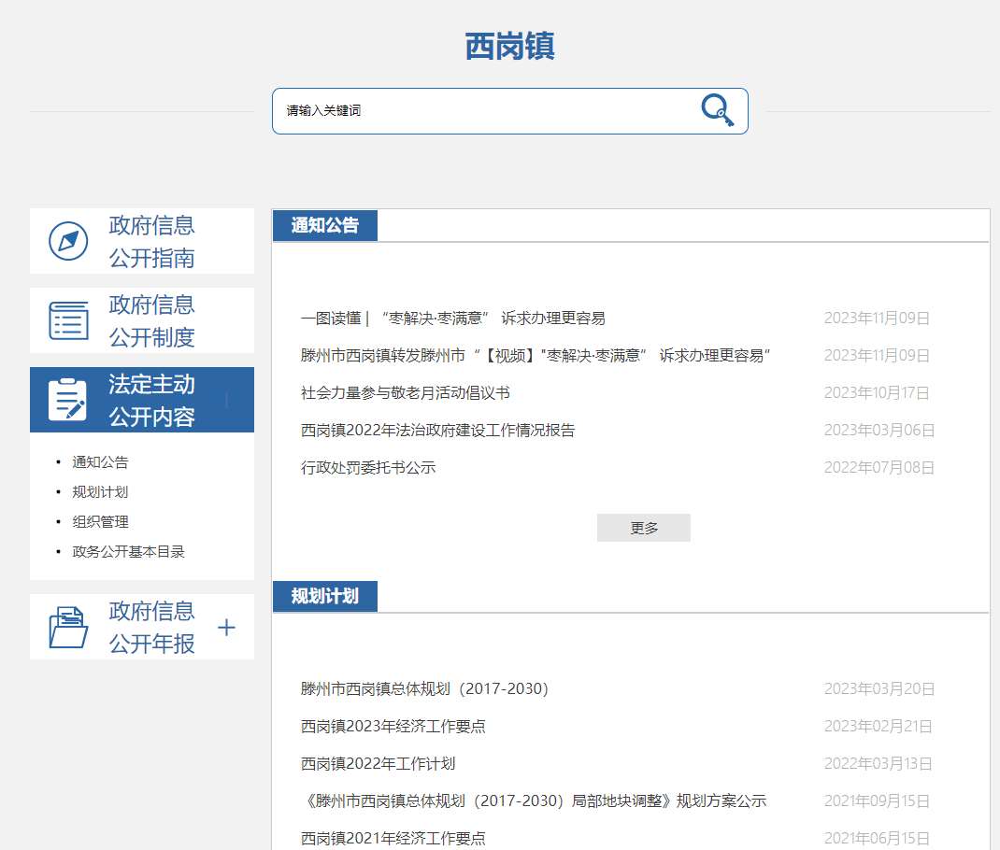 西岗镇
请输入关键词
政府信息
公开指南
政府信息
公开制度
法定主动
公开内容
通知公告
规划计划
组织管理
政务公开基本目录
政府信息
公开年报
通知公告
一图读懂 | “枣解决·枣满意” 诉求办理更容易 2023年11月09日
滕州市西岗镇转发滕州市“【视频】"枣解决·枣满意” 诉求办理更容易” 2023年11月09日
社会力量参与敬老月活动倡议书 2023年10月17日
西岗镇2022年法治政府建设工作情况报告 2023年03月06日
行政处罚委托书公示 2022年07月08日
更多
规划计划
滕州市西岗镇总体规划（2017-2030） 2023年03月20日
西岗镇2023年经济工作要点 2023年02月21日
西岗镇2022年工作计划 2022年03月13日
《滕州市西岗镇总体规划（2017-2030）局部地块调整》规划方案公示 2021年09月15日
西岗镇2021年经济工作要点 2021年06月15日